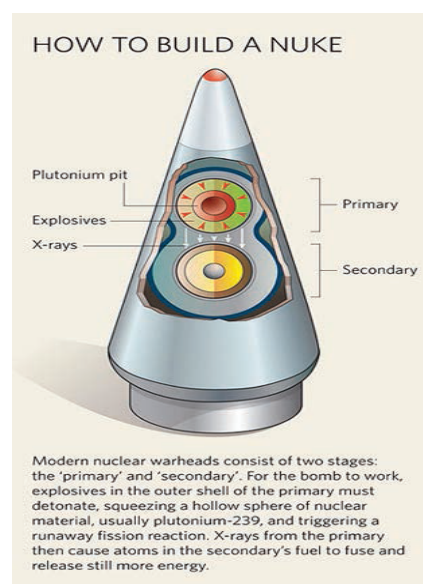 HOW TO BUILD A NUKE
Plutonium pit
Explosives
X-rays
Primary
Secondary
Modern nuclear warheads consist of two stages:
the ‘primary’ and ‘secondary’. For the bomb to work,
explosives in the outer shell of the primary must
detonate, squeezing a hollow sphere of nuclear
material, usually plutonium-239, and triggering a
runaway fission reaction. X-rays from the primary
then cause atoms in the secondary’s fuel to fuse and
release still more energy.